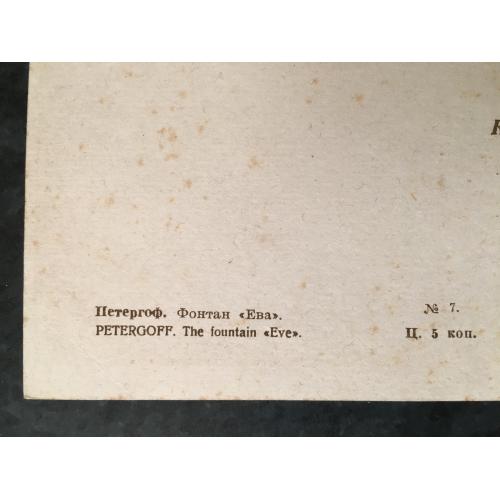 К
Петергоф. Фонтан «Ева».
№ 7.
PETERGOFF. The fountain «Eve».
Ц. 5 коп.